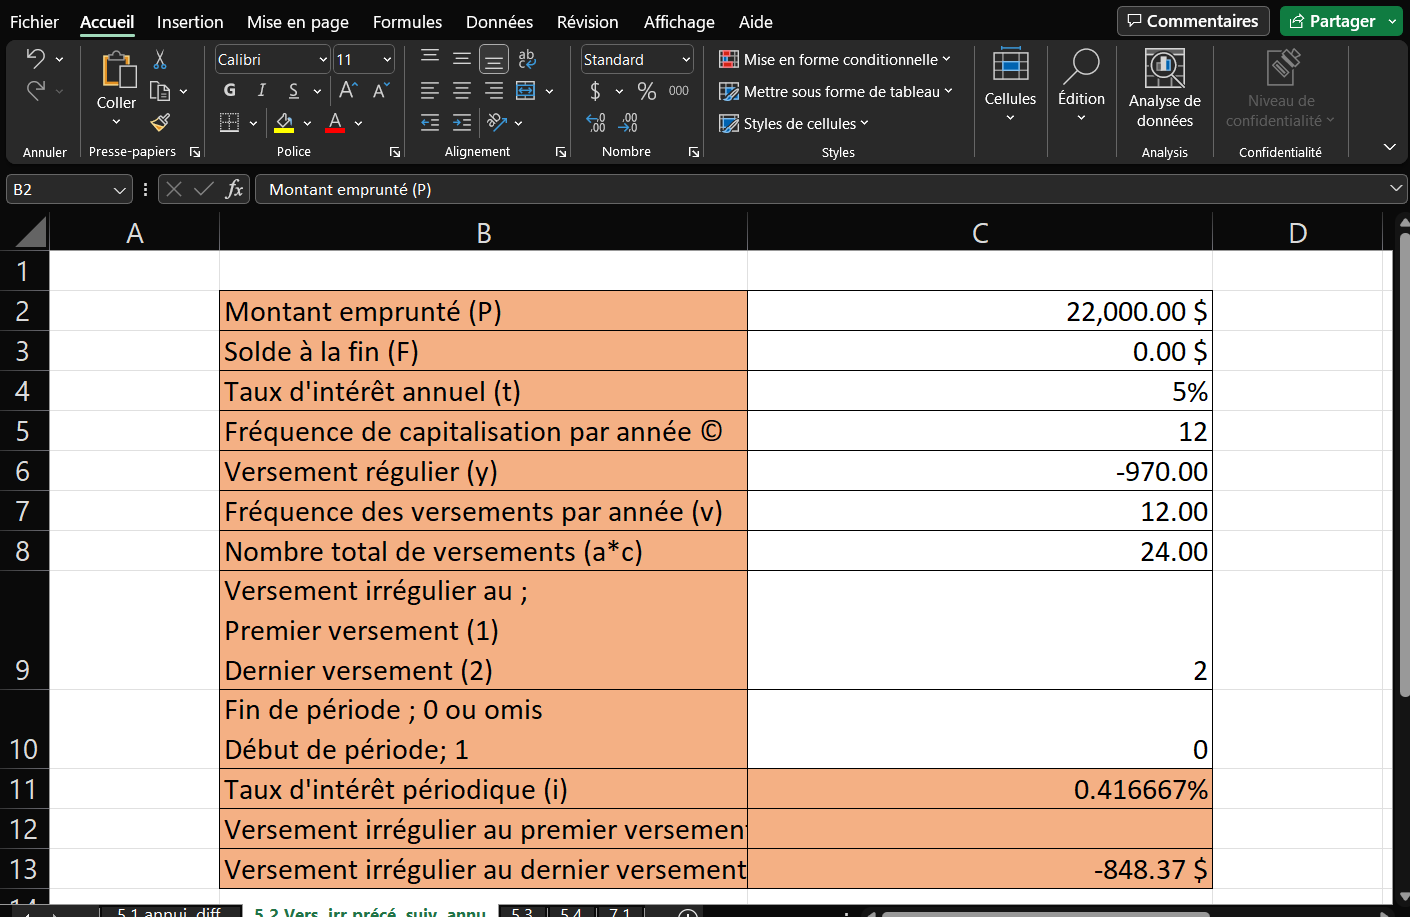 Fichier Accueil Insertion Mise en page Formules Données Révision Affichage Aide Commentaires Partager
Calibri 11 ab Standard Mise en forme conditionnelle
Coller G I S A A $ % 000 Mettre sous forme de tableau Cellules Édition Analyse de données Niveau de confidentialité
A ,00 ,00 Styles de cellules
Annuler Presse-papiers Police Alignement Nombre Styles Analysis Confidentialité
B2 fx Montant emprunté (P)
A B C D
1
2 Montant emprunté (P) 22,000.00 $
3 Solde à la fin (F) 0.00 $
4 Taux d'intérêt annuel (t) 5%
5 Fréquence de capitalisation par année © 12
6 Versement régulier (y) -970.00
7 Fréquence des versements par année (v) 12.00
8 Nombre total de versements (a*c) 24.00
Versement irrégulier au ;
Premier versement (1)
9 Dernier versement (2) 2
Fin de période ; 0 ou omis
10 Début de période; 1 0
11 Taux d'intérêt périodique (i) 0.416667%
12 Versement irrégulier au premier versemen
13 Versement irrégulier au dernier versement -848.37 $
14
5.1 annui_diff 5.2 Vers_irr précé_suiv_annu 5.3 5.4 7.1